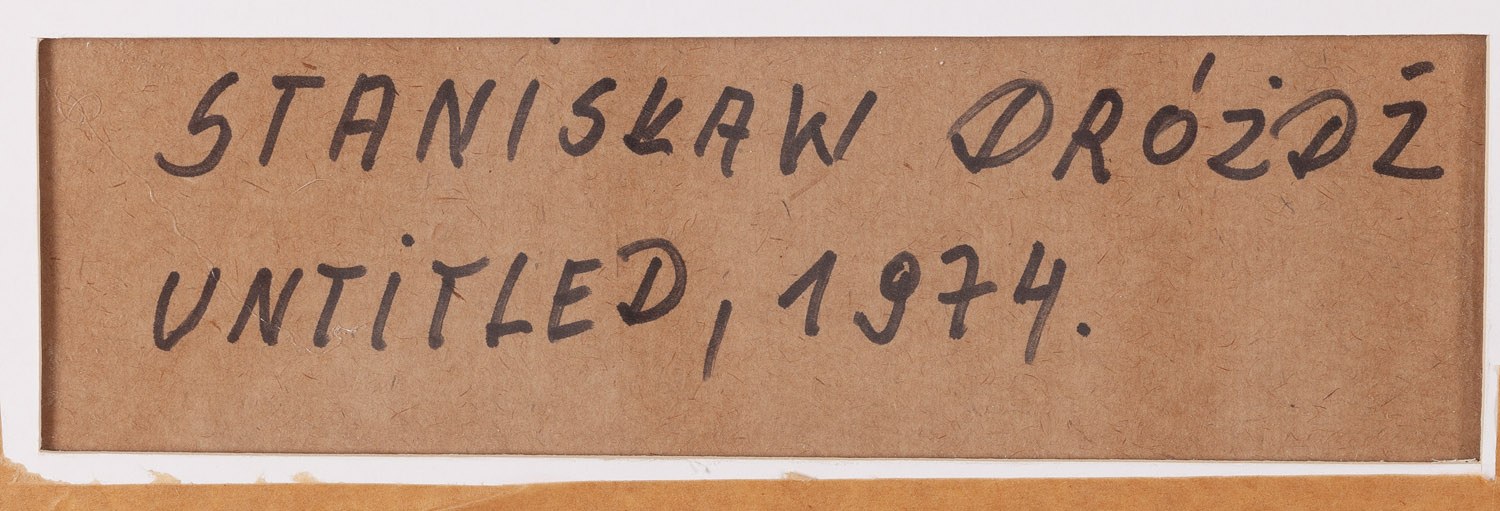 STANISŁAW DRÓŻDŻ
UNTiTLED, 1974.